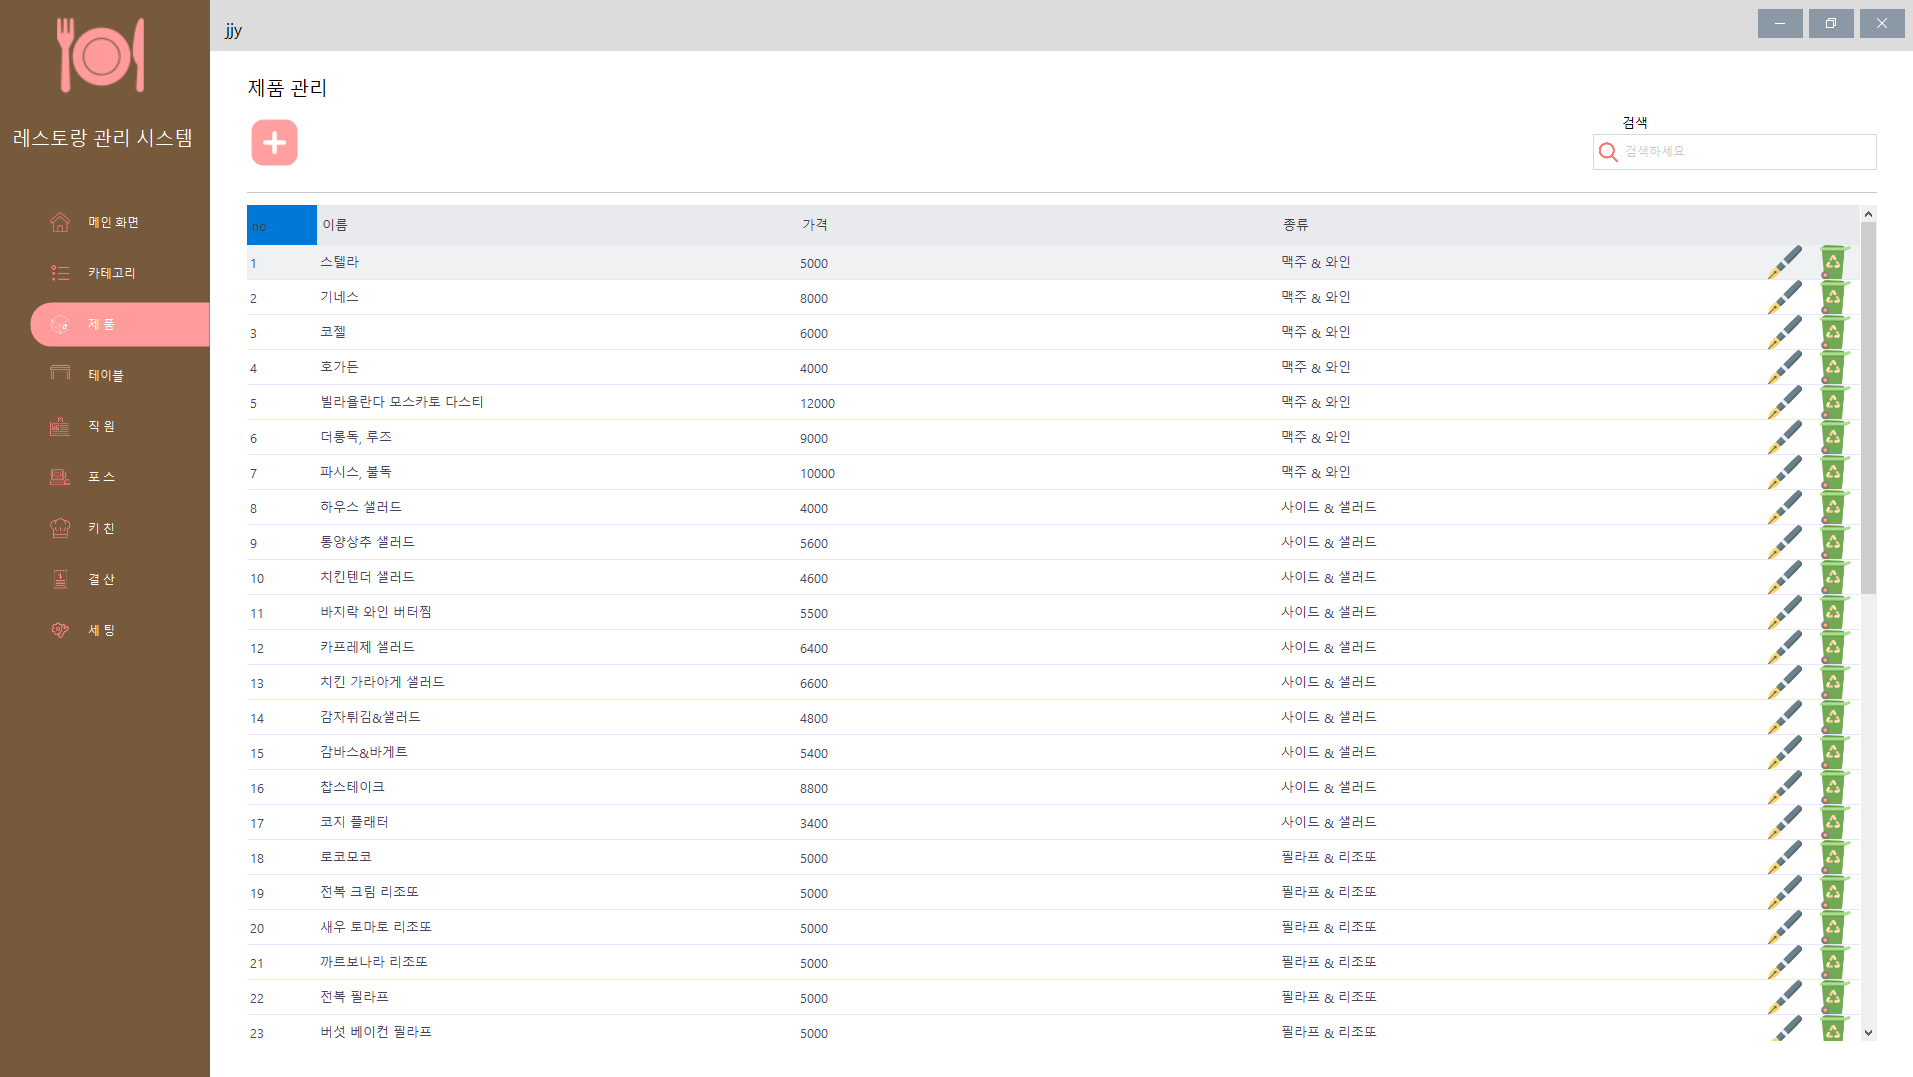 jjy
레스토랑 관리 시스템
메인 화면
카테고리
제 품
테이블
직 원
포 스
키 친
결 산
세 팅
제품 관리
검색
검색하세요
no 이름 가격 종류
1 스텔라 5000 맥주 & 와인
2 기네스 8000 맥주 & 와인
3 코젤 6000 맥주 & 와인
4 호가든 4000 맥주 & 와인
5 빌라욜란다 모스카토 다스티 12000 맥주 & 와인
6 더롱독, 루즈 9000 맥주 & 와인
7 파시스, 불독 10000 맥주 & 와인
8 하우스 샐러드 4000 사이드 & 샐러드
9 통양상추 샐러드 5600 사이드 & 샐러드
10 치킨텐더 샐러드 4600 사이드 & 샐러드
11 바지락 와인 버터찜 5500 사이드 & 샐러드
12 카프레제 샐러드 6400 사이드 & 샐러드
13 치킨 가라아게 샐러드 6600 사이드 & 샐러드
14 감자튀김&샐러드 4800 사이드 & 샐러드
15 감바스&바게트 5400 사이드 & 샐러드
16 찹스테이크 8800 사이드 & 샐러드
17 코지 플래터 3400 사이드 & 샐러드
18 로코모코 5000 필라프 & 리조또
19 전복 크림 리조또 5000 필라프 & 리조또
20 새우 토마토 리조또 5000 필라프 & 리조또
21 까르보나라 리조또 5000 필라프 & 리조또
22 전복 필라프 5000 필라프 & 리조또
23 버섯 베이컨 필라프 5000 필라프 & 리조또